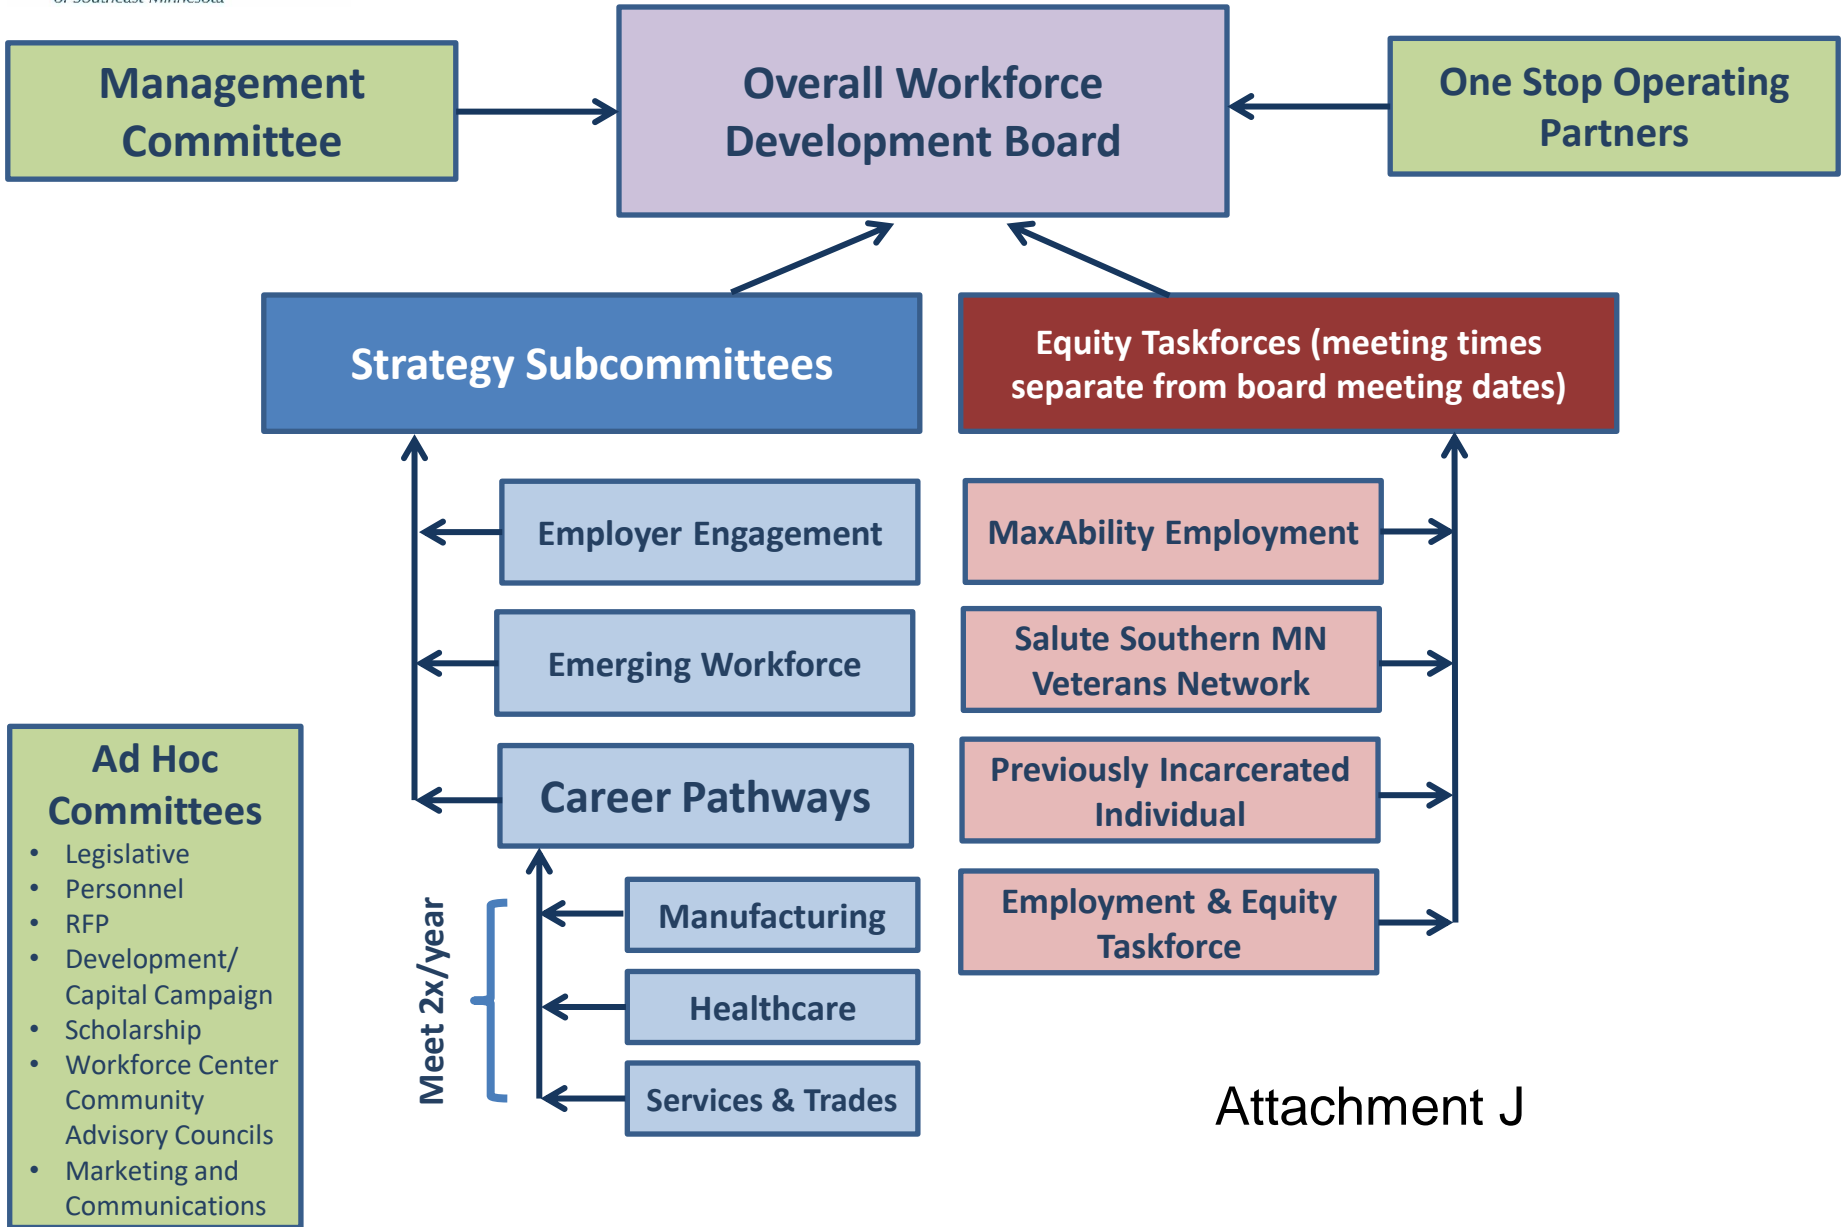 of Southeast Minnesota
Management
Committee
Overall Workforce
Development Board
One Stop Operating
Partners
Strategy Subcommittees
Equity Taskforces (meeting times
separate from board meeting dates)
Employer Engagement
MaxAbility Employment
Emerging Workforce
Salute Southern MN
Veterans Network
Career Pathways
Previously Incarcerated
Individual
Meet 2x/year
Manufacturing
Healthcare
Services & Trades
Employment & Equity
Taskforce
Ad Hoc
Committees
• Legislative
• Personnel
• RFP
• Development/
Capital Campaign
• Scholarship
• Workforce Center
Community
Advisory Councils
• Marketing and
Communications
Attachment J